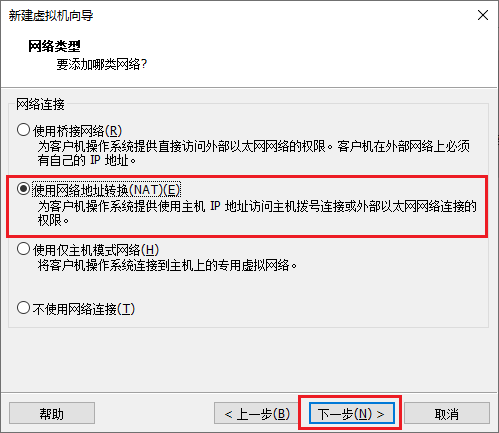 新建虚拟机向导
网络类型
要添加哪类网络?
网络连接
使用桥接网络(R)
为客户机操作系统提供直接访问外部以太网网络的权限。客户机在外部网络上必须
有自己的 IP 地址。
使用网络地址转换(NAT)(E)
为客户机操作系统提供使用主机 IP 地址访问主机拨号连接或外部以太网网络连接的
权限。
使用仅主机模式网络(H)
将客户机操作系统连接到主机上的专用虚拟网络。
不使用网络连接(T)
帮助
< 上一步(B)
下一步(N) >
取消